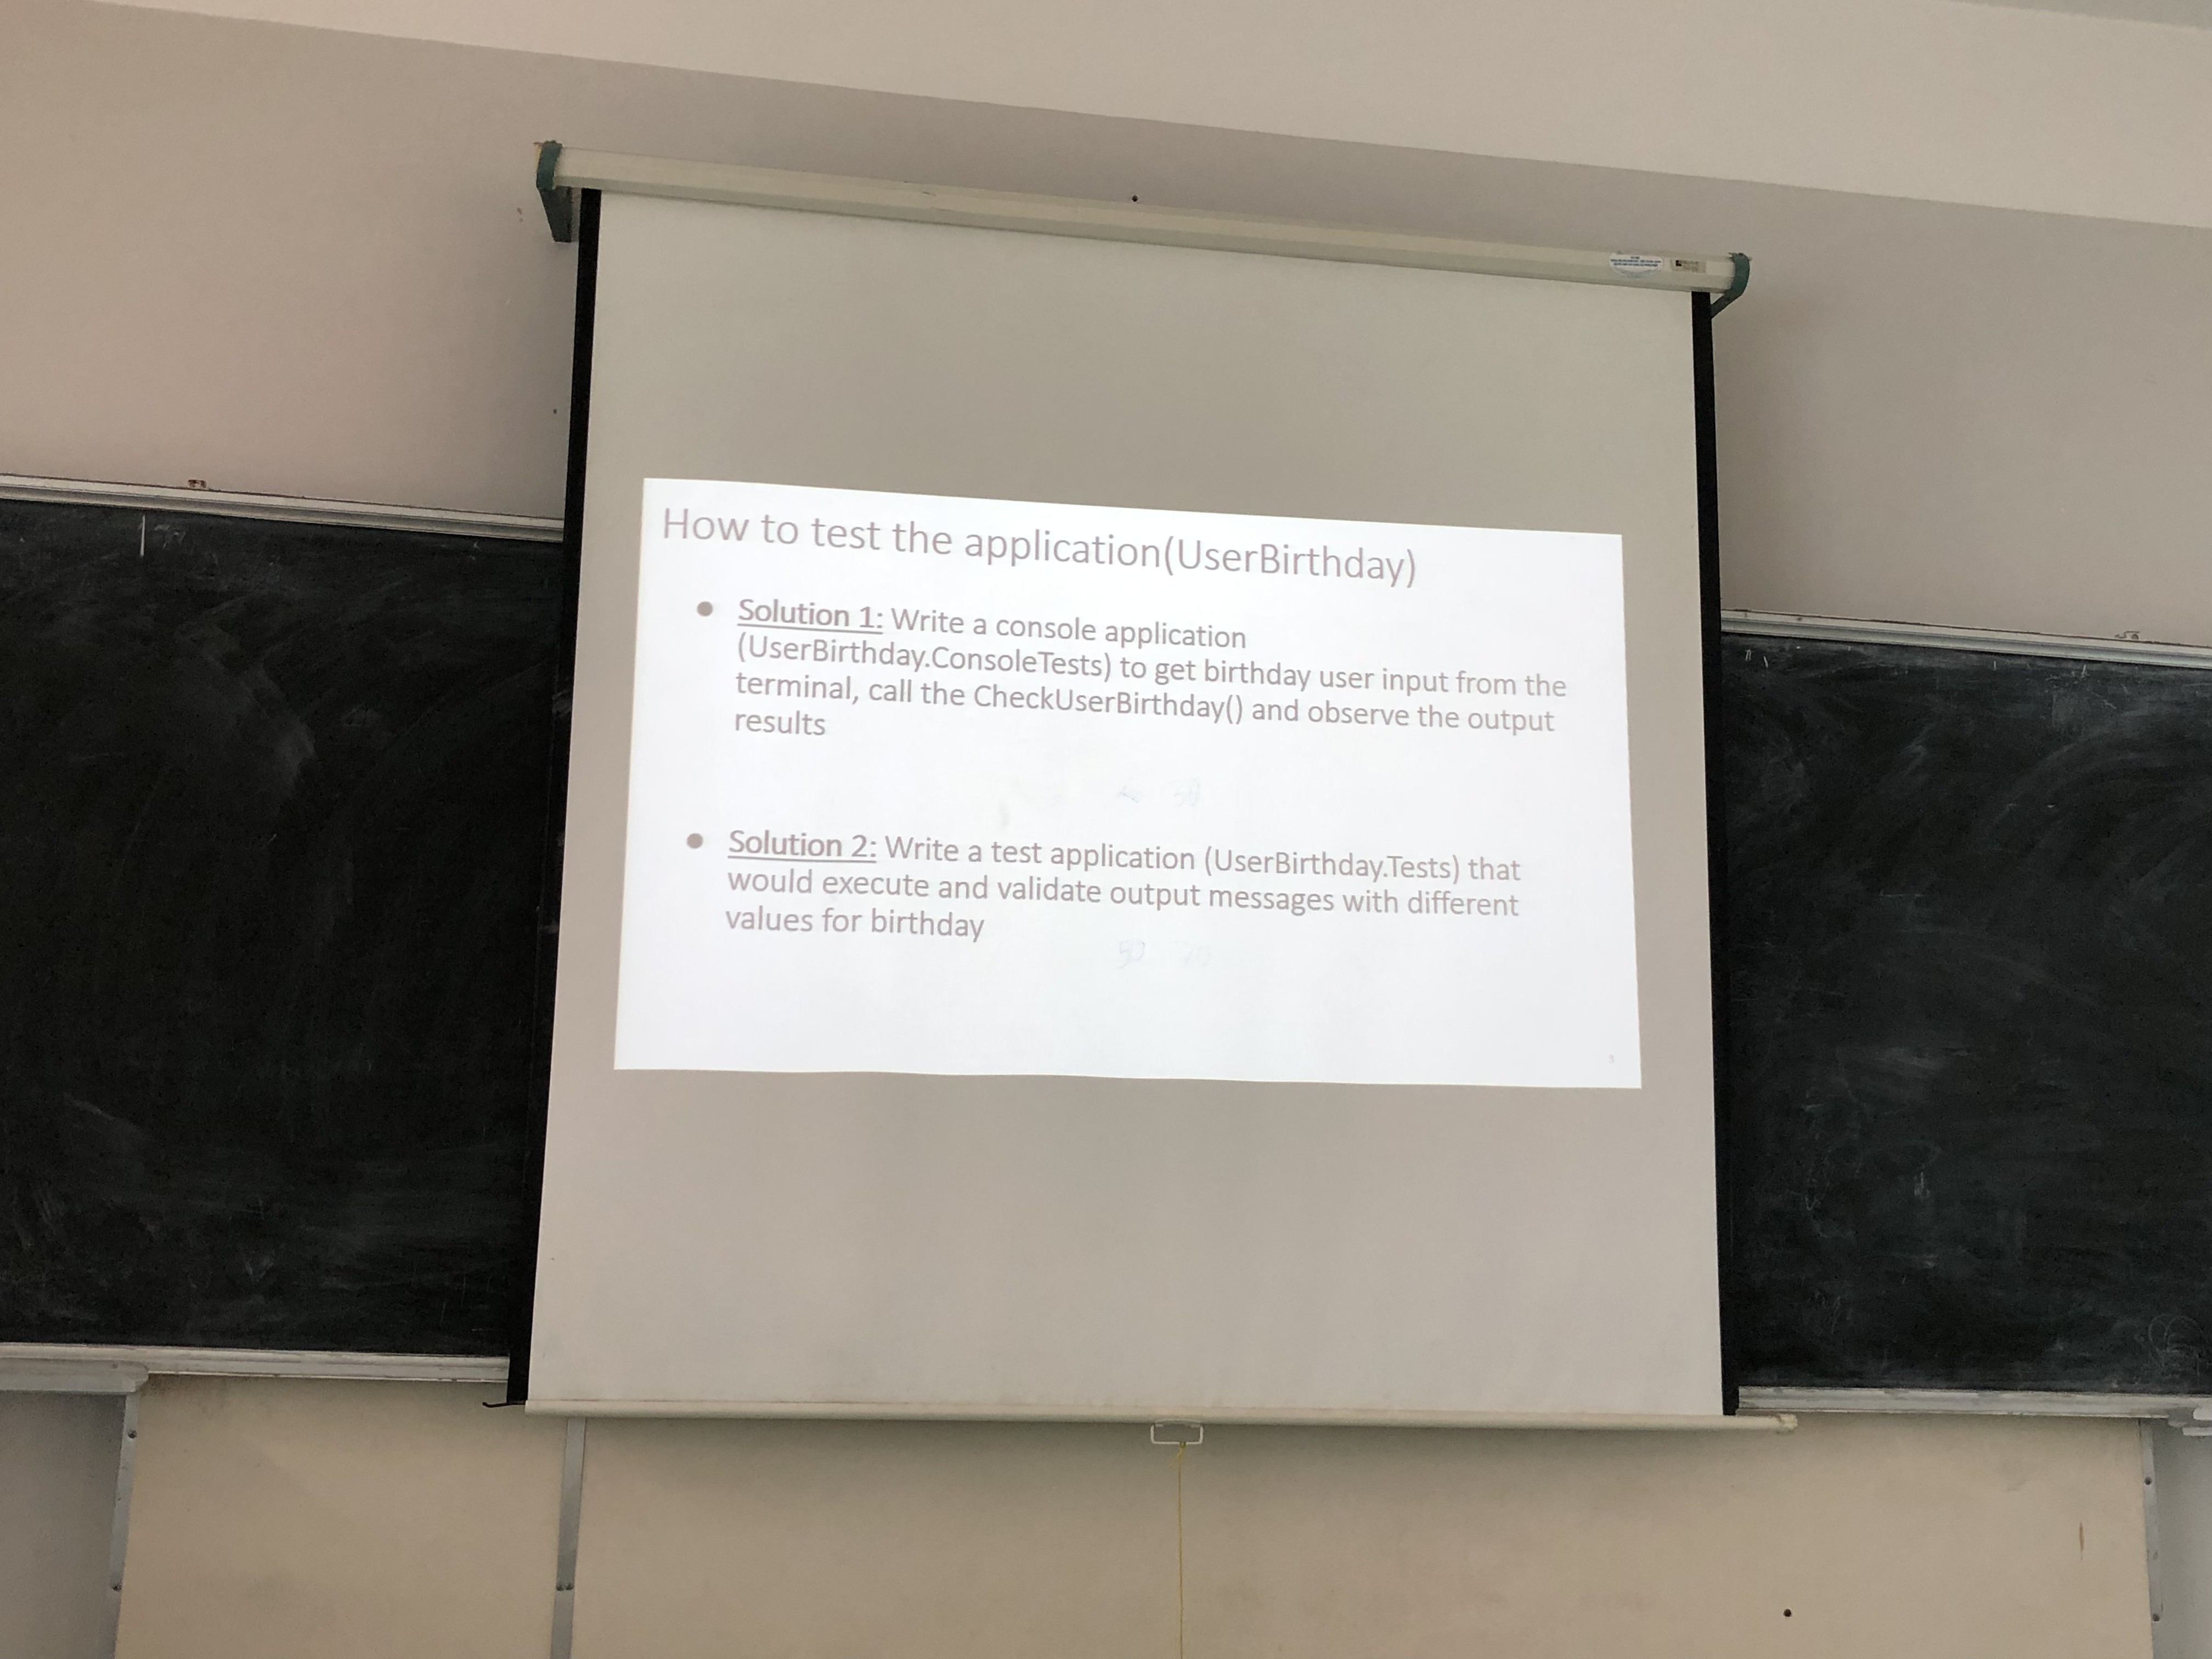 How to test the application(UserBirthday)
● Solution 1: Write a console application
(UserBirthday.ConsoleTests) to get birthday user input from the
terminal, call the CheckUserBirthday() and observe the output
results
● Solution 2: Write a test application (UserBirthday.Tests) that
would execute and validate output messages with different
values for birthday